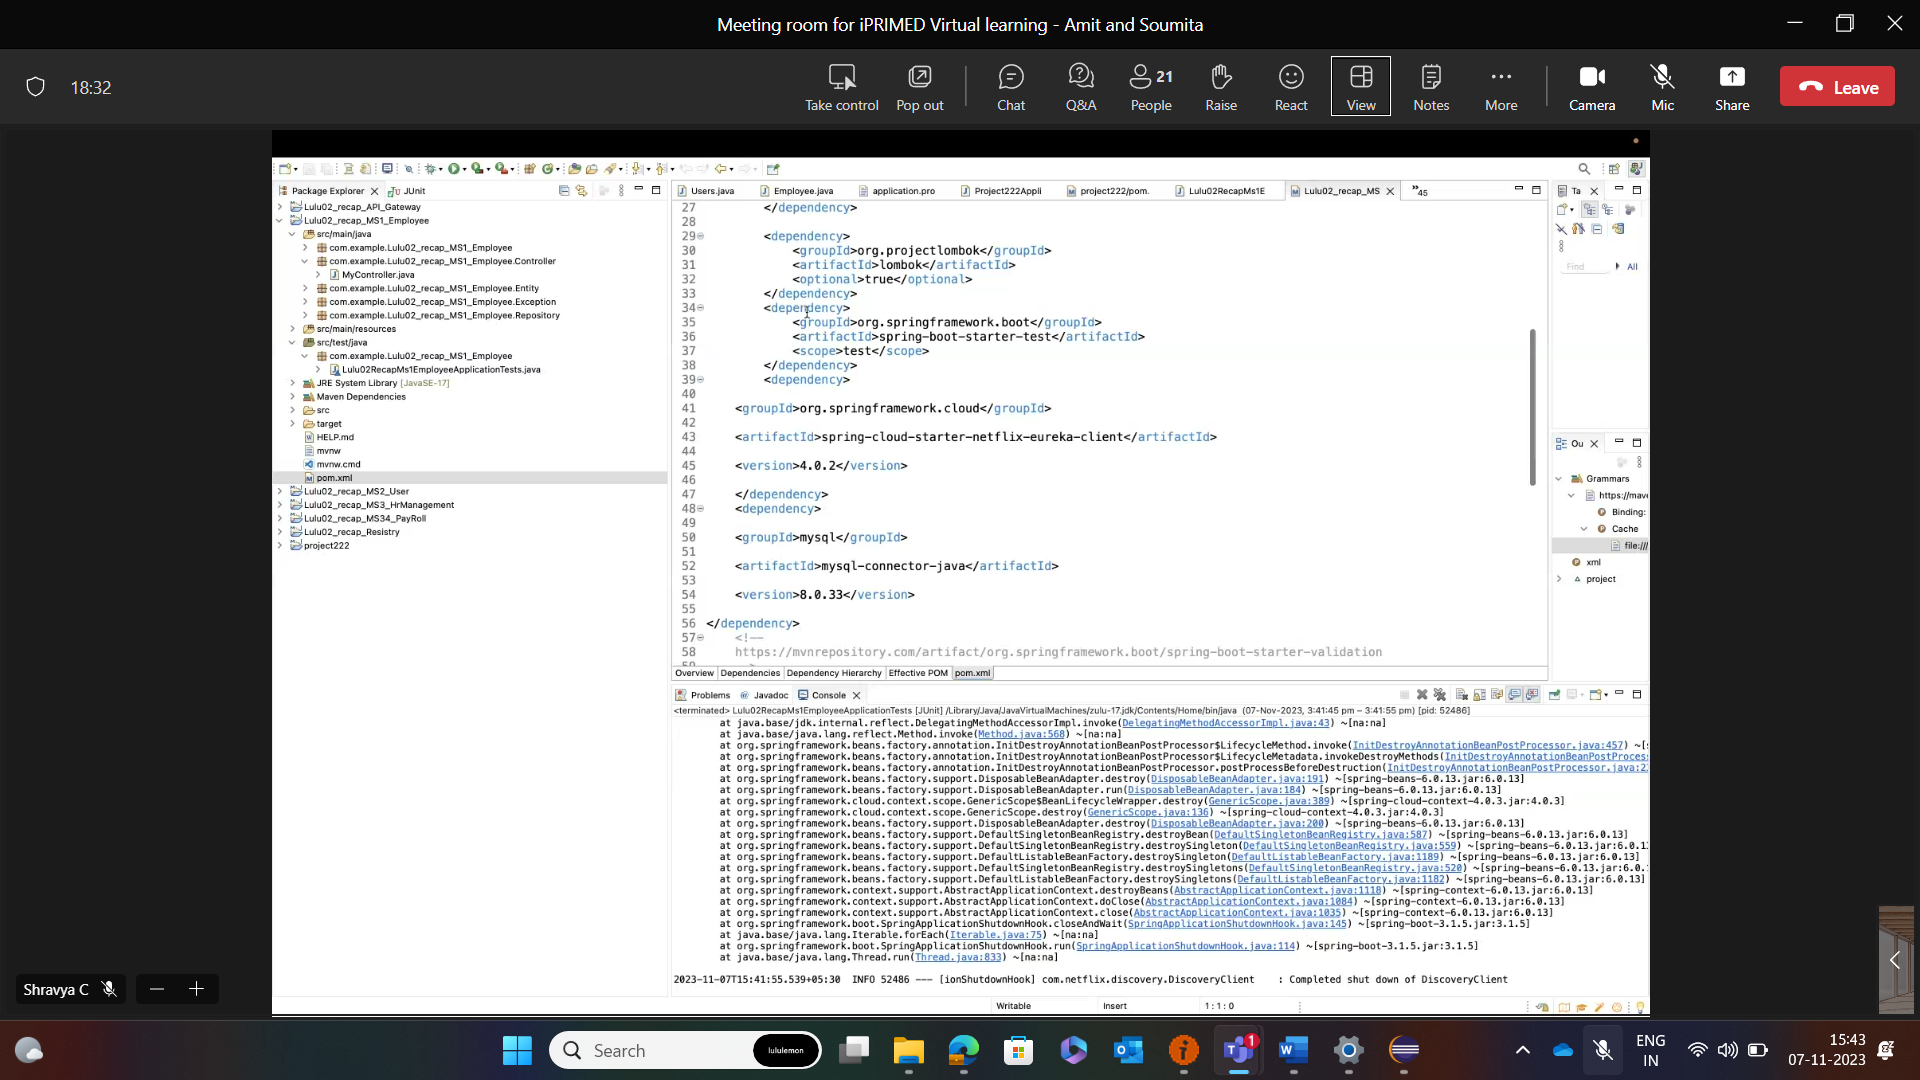 Meeting room for iPRIMED Virtual learning - Amit and Soumita
18:32
Take control
Pop out
Chat
Q&A
21
People
Raise
React
View
Notes
More
Camera
Mic
Share
Leave
Package Explorer
JUnit
Lulu02_recap_API_Gateway
Lulu02_recap_MS1_Employee
src/main/java
com.example.Lulu02_recap_MS1_Employee
com.example.Lulu02_recap_MS1_Employee.Controller
MyController.java
com.example.Lulu02_recap_MS1_Employee.Entity
com.example.Lulu02_recap_MS1_Employee.Exception
com.example.Lulu02_recap_MS1_Employee.Repository
src/main/resources
src/test/java
com.example.Lulu02_recap_MS1_Employee
Lulu02RecapMs1EmployeeApplicationTests.java
JRE System Library [JavaSE-17]
Maven Dependencies
src
target
HELP.md
mvnw
mvnw.cmd
pom.xml
Lulu02_recap_MS2_User
Lulu02_recap_MS3_HrManagement
Lulu02_recap_MS34_PayRoll
Lulu02_recap_Resistry
project222
Users.java
Employee.java
application.pro
Project222Appli
project222/pom.
Lulu02RecapMs1E
Lulu02_recap_MS
»45
27 </dependency>
28
29 <dependency>
30 <groupId>org.projectlombok</groupId>
31 <artifactId>lombok</artifactId>
32 <optional>true</optional>
33 </dependency>
34 <dependency>
35 <groupId>org.springframework.boot</groupId>
36 <artifactId>spring-boot-starter-test</artifactId>
37 <scope>test</scope>
38 </dependency>
39 <dependency>
40
41 <groupId>org.springframework.cloud</groupId>
42
43 <artifactId>spring-cloud-starter-netflix-eureka-client</artifactId>
44
45 <version>4.0.2</version>
46
47 </dependency>
48 <dependency>
49
50 <groupId>mysql</groupId>
51
52 <artifactId>mysql-connector-java</artifactId>
53
54 <version>8.0.33</version>
55
56 </dependency>
57 <!--
58 https://mvnrepository.com/artifact/org.springframework.boot/spring-boot-starter-validation
Overview
Dependencies
Dependency Hierarchy
Effective POM
pom.xml
Ta
Find
All
Ou
Grammars
https://mave
Binding:
Cache
file:///
xml
project
Problems
Javadoc
Console
<terminated> Lulu02RecapMs1EmployeeApplicationTests [JUnit] /Library/Java/JavaVirtualMachines/zulu-17.jdk/Contents/Home/bin/java (07-Nov-2023, 3:41:45 pm – 3:41:55 pm) [pid: 52486]
at java.base/jdk.internal.reflect.DelegatingMethodAccessorImpl.invoke(DelegatingMethodAccessorImpl.java:43) ~[na:na]
at java.base/java.lang.reflect.Method.invoke(Method.java:568) ~[na:na]
at org.springframework.beans.factory.annotation.InitDestroyAnnotationBeanPostProcessor$LifecycleMethod.invoke(InitDestroyAnnotationBeanPostProcessor.java:457) ~[s
at org.springframework.beans.factory.annotation.InitDestroyAnnotationBeanPostProcessor$LifecycleMetadata.invokeDestroyMethods(InitDestroyAnnotationBeanPostProces
at org.springframework.beans.factory.annotation.InitDestroyAnnotationBeanPostProcessor.postProcessBeforeDestruction(InitDestroyAnnotationBeanPostProcessor.java:2
at org.springframework.beans.factory.support.DisposableBeanAdapter.destroy(DisposableBeanAdapter.java:191) ~[spring-beans-6.0.13.jar:6.0.13]
at org.springframework.beans.factory.support.DisposableBeanAdapter.run(DisposableBeanAdapter.java:184) ~[spring-beans-6.0.13.jar:6.0.13]
at org.springframework.cloud.context.scope.GenericScope$BeanLifecycleWrapper.destroy(GenericScope.java:389) ~[spring-cloud-context-4.0.3.jar:4.0.3]
at org.springframework.cloud.context.scope.GenericScope.destroy(GenericScope.java:136) ~[spring-cloud-context-4.0.3.jar:4.0.3]
at org.springframework.beans.factory.support.DisposableBeanAdapter.destroy(DisposableBeanAdapter.java:200) ~[spring-beans-6.0.13.jar:6.0.13]
at org.springframework.beans.factory.support.DefaultSingletonBeanRegistry.destroyBean(DefaultSingletonBeanRegistry.java:587) ~[spring-beans-6.0.13.jar:6.0.13]
at org.springframework.beans.factory.support.DefaultSingletonBeanRegistry.destroySingleton(DefaultSingletonBeanRegistry.java:559) ~[spring-beans-6.0.13.jar:6.0.1
at org.springframework.beans.factory.support.DefaultListableBeanFactory.destroySingleton(DefaultListableBeanFactory.java:1189) ~[spring-beans-6.0.13.jar:6.0.13]
at org.springframework.beans.factory.support.DefaultSingletonBeanRegistry.destroySingletons(DefaultSingletonBeanRegistry.java:520) ~[spring-beans-6.0.13.jar:6.0.
at org.springframework.beans.factory.support.DefaultListableBeanFactory.destroySingletons(DefaultListableBeanFactory.java:1182) ~[spring-beans-6.0.13.jar:6.0.13]
at org.springframework.context.support.AbstractApplicationContext.destroyBeans(AbstractApplicationContext.java:1118) ~[spring-context-6.0.13.jar:6.0.13]
at org.springframework.context.support.AbstractApplicationContext.doClose(AbstractApplicationContext.java:1084) ~[spring-context-6.0.13.jar:6.0.13]
at org.springframework.context.support.AbstractApplicationContext.close(AbstractApplicationContext.java:1035) ~[spring-context-6.0.13.jar:6.0.13]
at org.springframework.boot.SpringApplicationShutdownHook.closeAndWait(SpringApplicationShutdownHook.java:145) ~[spring-boot-3.1.5.jar:3.1.5]
at java.base/java.lang.Iterable.forEach(Iterable.java:75) ~[na:na]
at org.springframework.boot.SpringApplicationShutdownHook.run(SpringApplicationShutdownHook.java:114) ~[spring-boot-3.1.5.jar:3.1.5]
at java.base/java.lang.Thread.run(Thread.java:833) ~[na:na]
2023-11-07T15:41:55.539+05:30 INFO 52486 --- [ionShutdownHook] com.netflix.discovery.DiscoveryClient : Completed shut down of DiscoveryClient
Writable
Insert
1:1:0
Shravya C
Search
lululemon
1
ENG
IN
15:43
07-11-2023